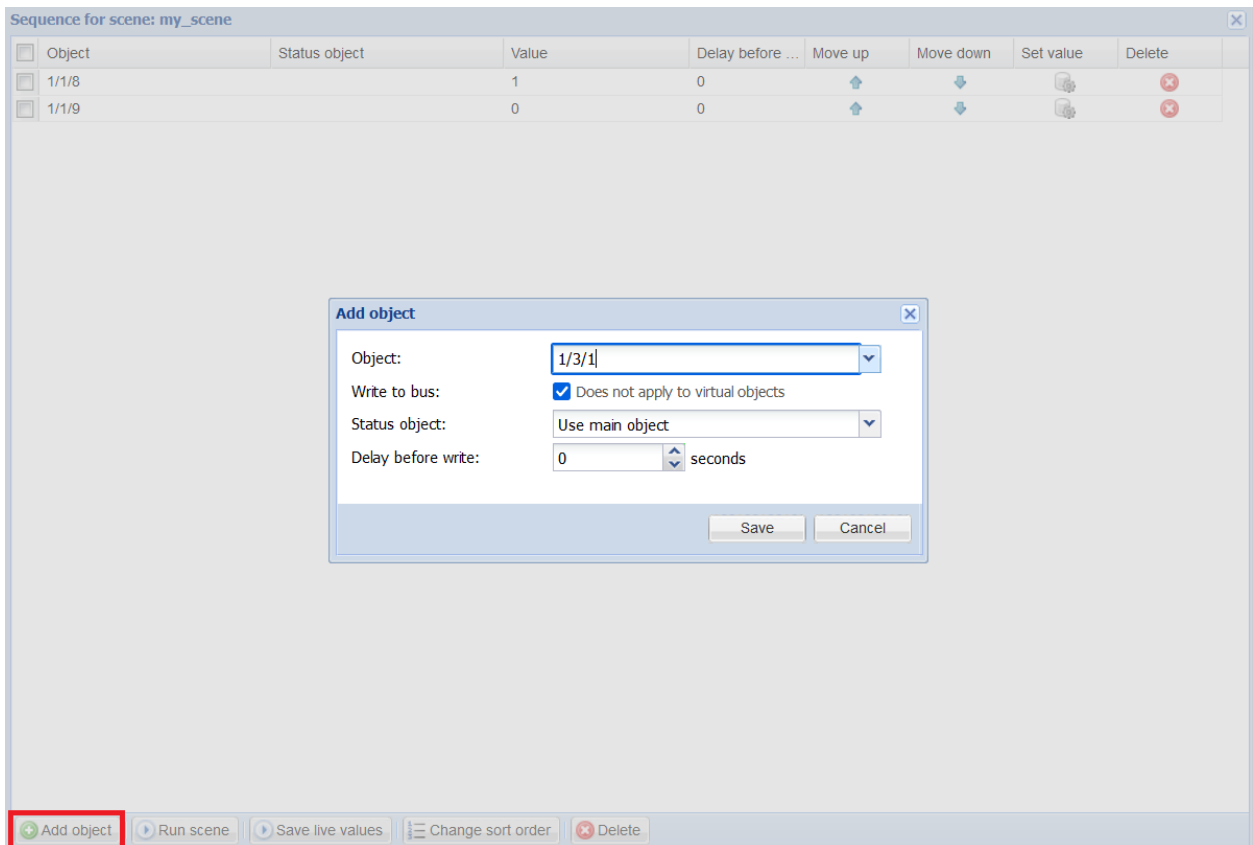 Sequence for scene: my_scene
Object Status object Value Delay before ... Move up Move down Set value Delete
1/1/8 1 0
1/1/9 0 0
Add object
Object: 1/3/1
Write to bus: Does not apply to virtual objects
Status object: Use main object
Delay before write: 0 seconds
Save Cancel
Add object Run scene Save live values Change sort order Delete